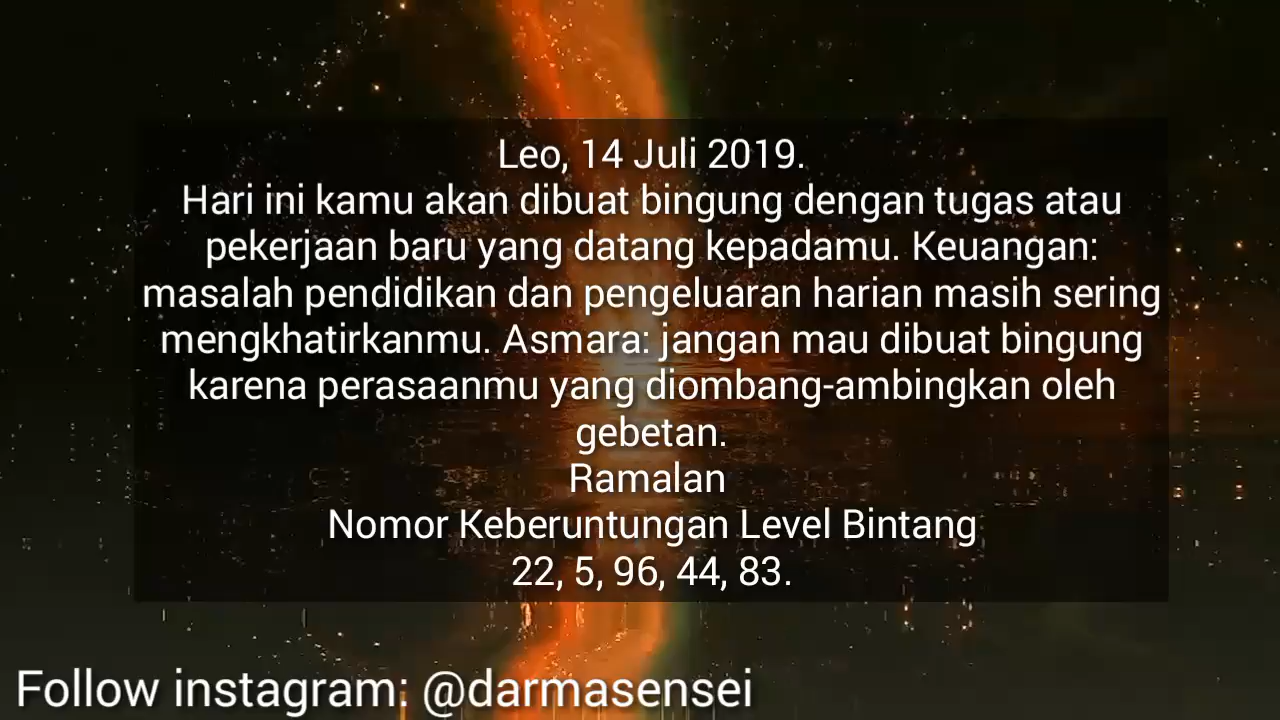 Leo, 14 Juli 2019.
Hari ini kamu akan dibuat bingung dengan tugas atau
pekerjaan baru yang datang kepadamu. Keuangan:
masalah pendidikan dan pengeluaran harian masih sering
mengkhatirkanmu. Asmara: jangan mau dibuat bingung
karena perasaanmu yang diombang-ambingkan oleh
gebetan.
Ramalan
Nomor Keberuntungan Level Bintang
22, 5, 96, 44, 83.
Follow instagram: @darmasensei